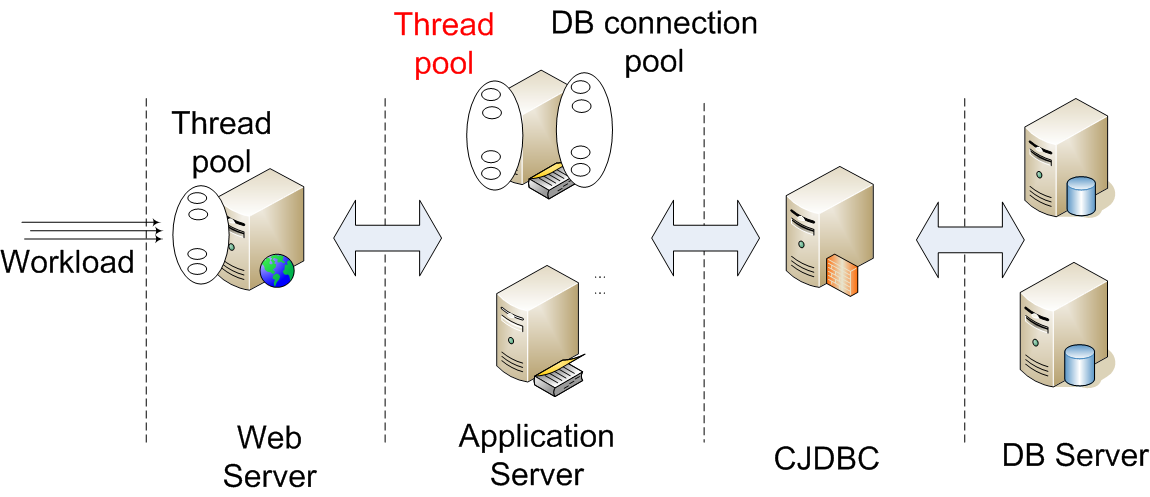 Thread
pool
DB connection
pool
Thread
pool
Workload
...
...
Web
Server
Application
Server
CJDBC
DB Server